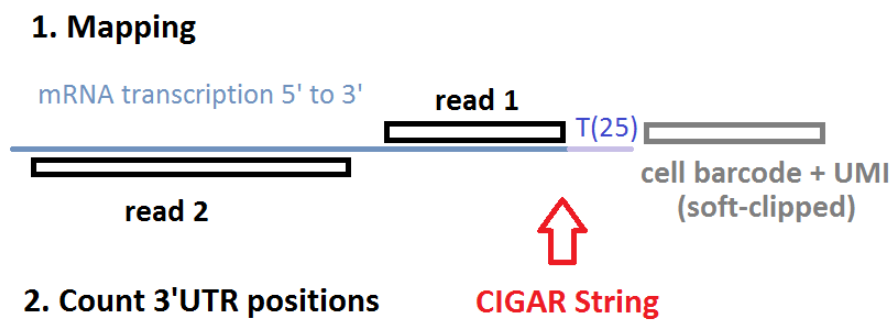 1. Mapping
mRNA transcription 5' to 3'
read 1
T(25)
read 2
cell barcode + UMI
(soft-clipped)
2. Count 3'UTR positions
CIGAR String